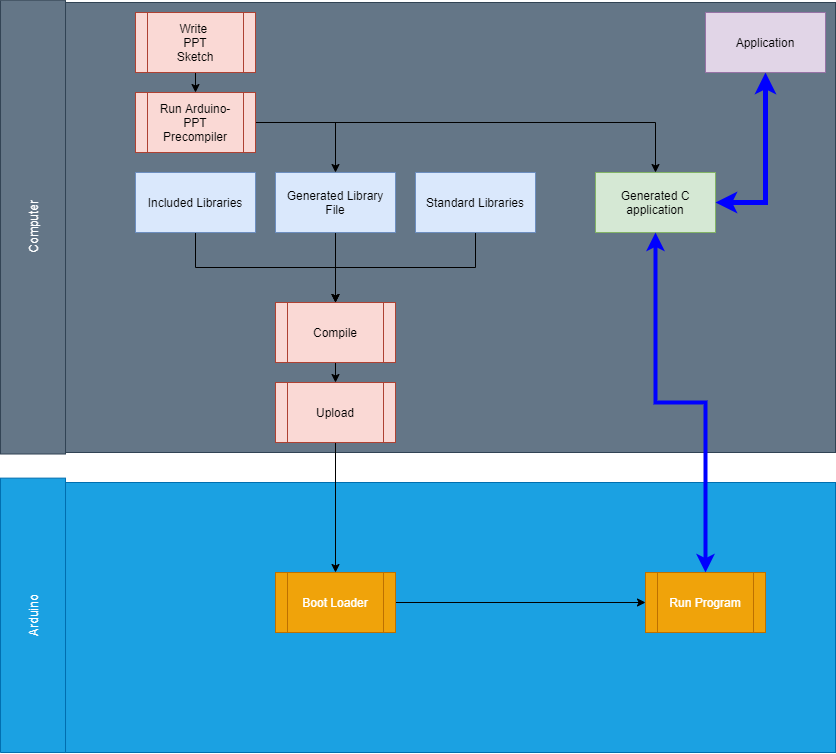 Write
PPT
Sketch
Application
Run Arduino-
PPT
Precompiler
Included Libraries
Generated Library
File
Standard Libraries
Generated C
application
Computer
Compile
Upload
Boot Loader
Run Program
Arduino